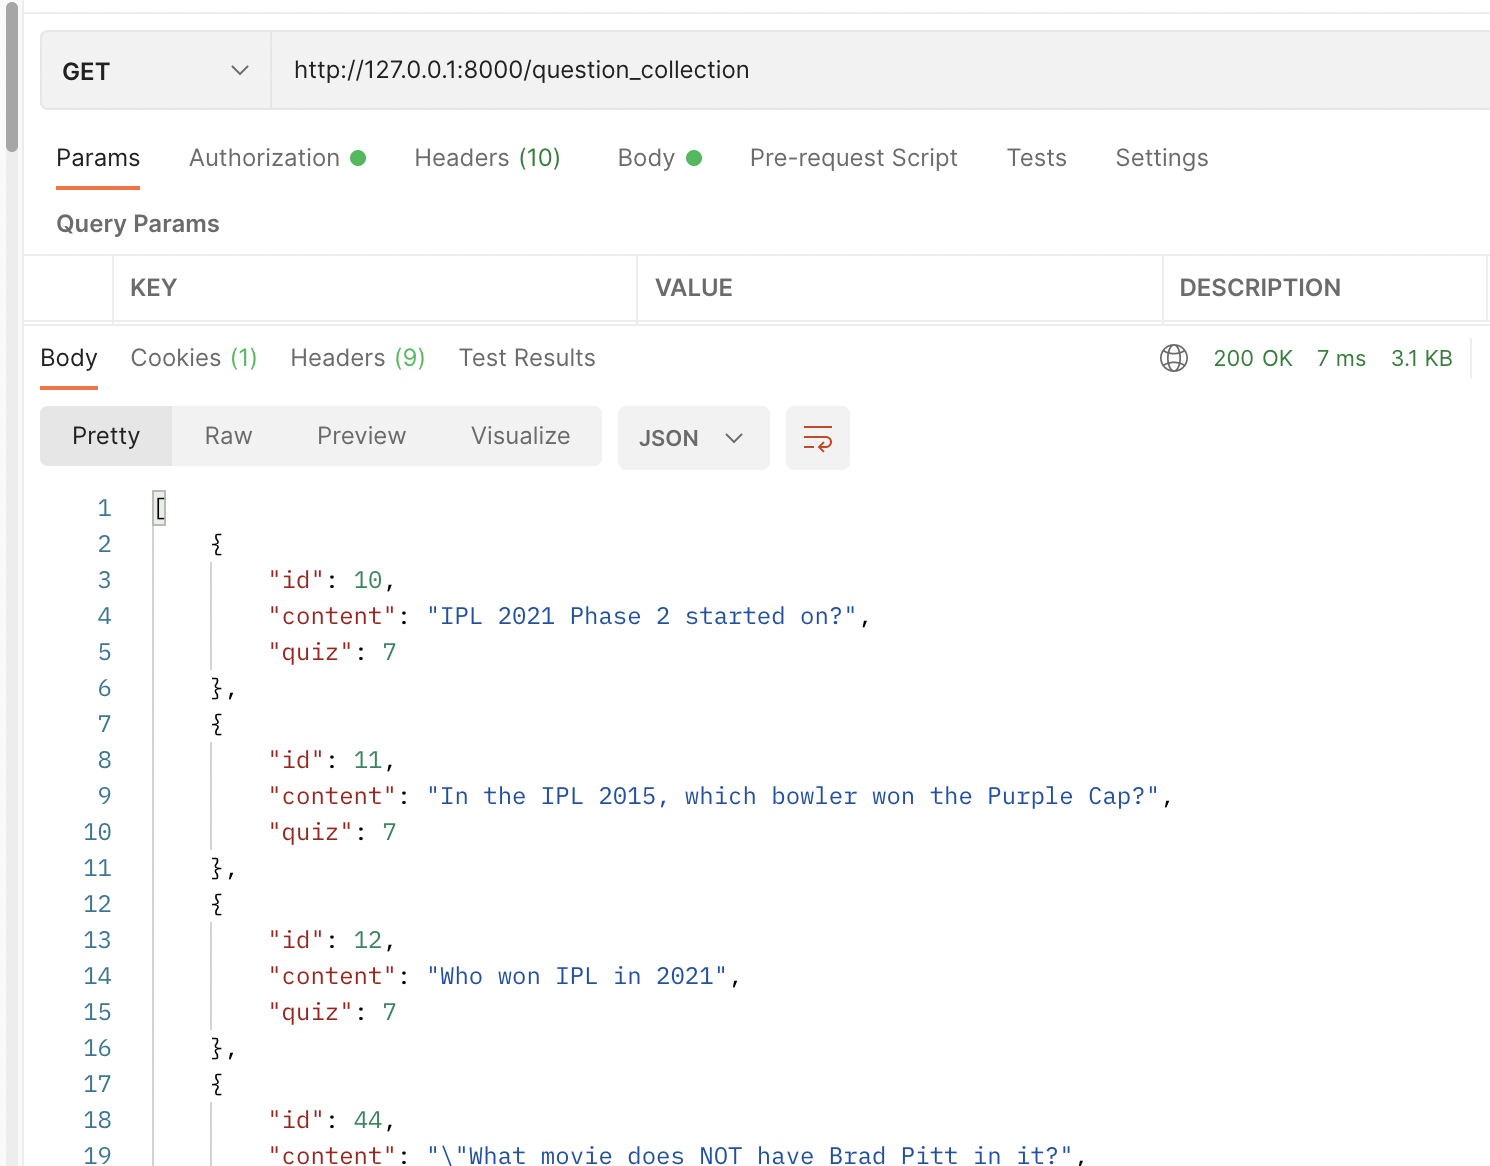 GET http://127.0.0.1:8000/question_collection
Params Authorization Headers (10) Body Pre-request Script Tests Settings
Query Params
KEY VALUE DESCRIPTION
Body Cookies (1) Headers (9) Test Results 200 OK 7 ms 3.1 KB
Pretty Raw Preview Visualize JSON
1 [
2 {
3 "id": 10,
4 "content": "IPL 2021 Phase 2 started on?",
5 "quiz": 7
6 },
7 {
8 "id": 11,
9 "content": "In the IPL 2015, which bowler won the Purple Cap?",
10 "quiz": 7
11 },
12 {
13 "id": 12,
14 "content": "Who won IPL in 2021",
15 "quiz": 7
16 },
17 {
18 "id": 44,
19 "content": "\"What movie does NOT have Brad Pitt in it?",